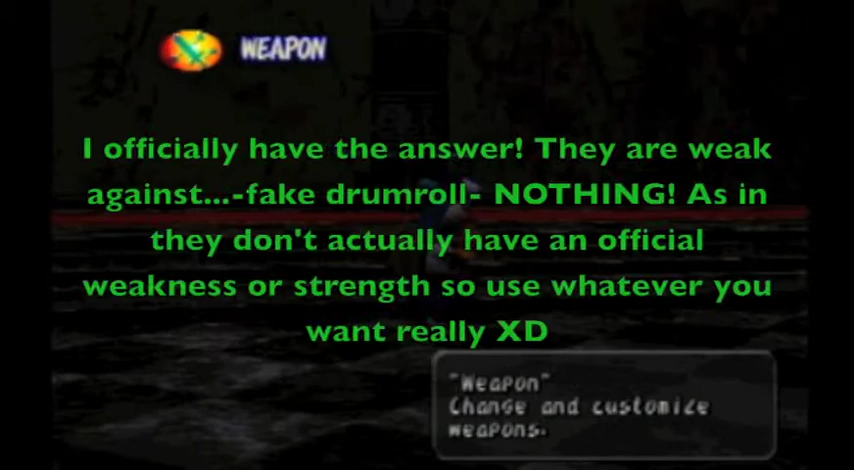 WEAPON
I officially have the answer! They are weak
against...-fake drumroll- NOTHING! As in
they don't actually have an official
weakness or strength so use whatever you
want really XD
"Weapon"
Change and customize
weapons.